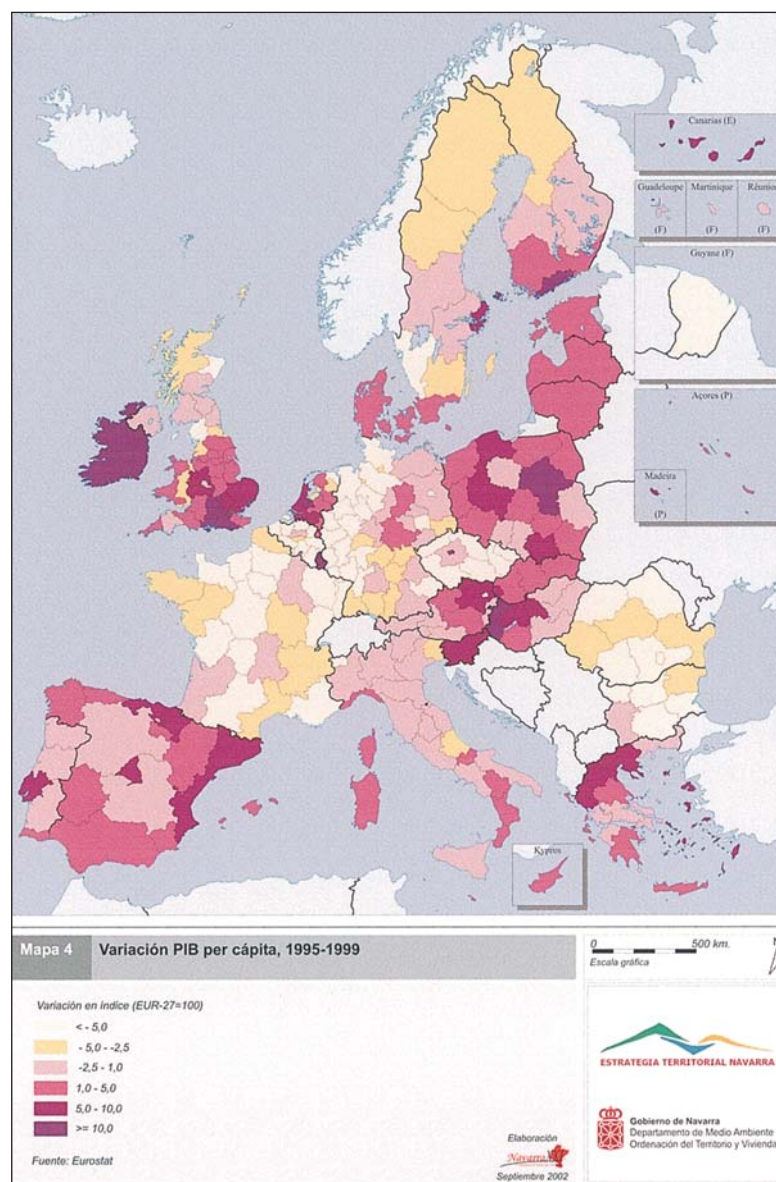 Canarias (E)
Guadeloupe
Martinique
Réunion
(F)
(F)
(F)
Guyane (F)
Açores (P)
Madeira
(P)
Kypros
Mapa 4
Variación PIB per cápita, 1995-1999
0
500 km.
Escala gráfica
N
Variación en índice (EUR-27=100)
< - 5,0
- 5,0 - -2,5
-2,5 - 1,0
1,0 - 5,0
5,0 - 10,0
>= 10,0
Fuente: Eurostat
Elaboración
Navarra
Septiembre 2002
ESTRATEGIA TERRITORIAL NAVARRA
Gobierno de Navarra
Departamento de Medio Ambiente
Ordenación del Territorio y Vivienda